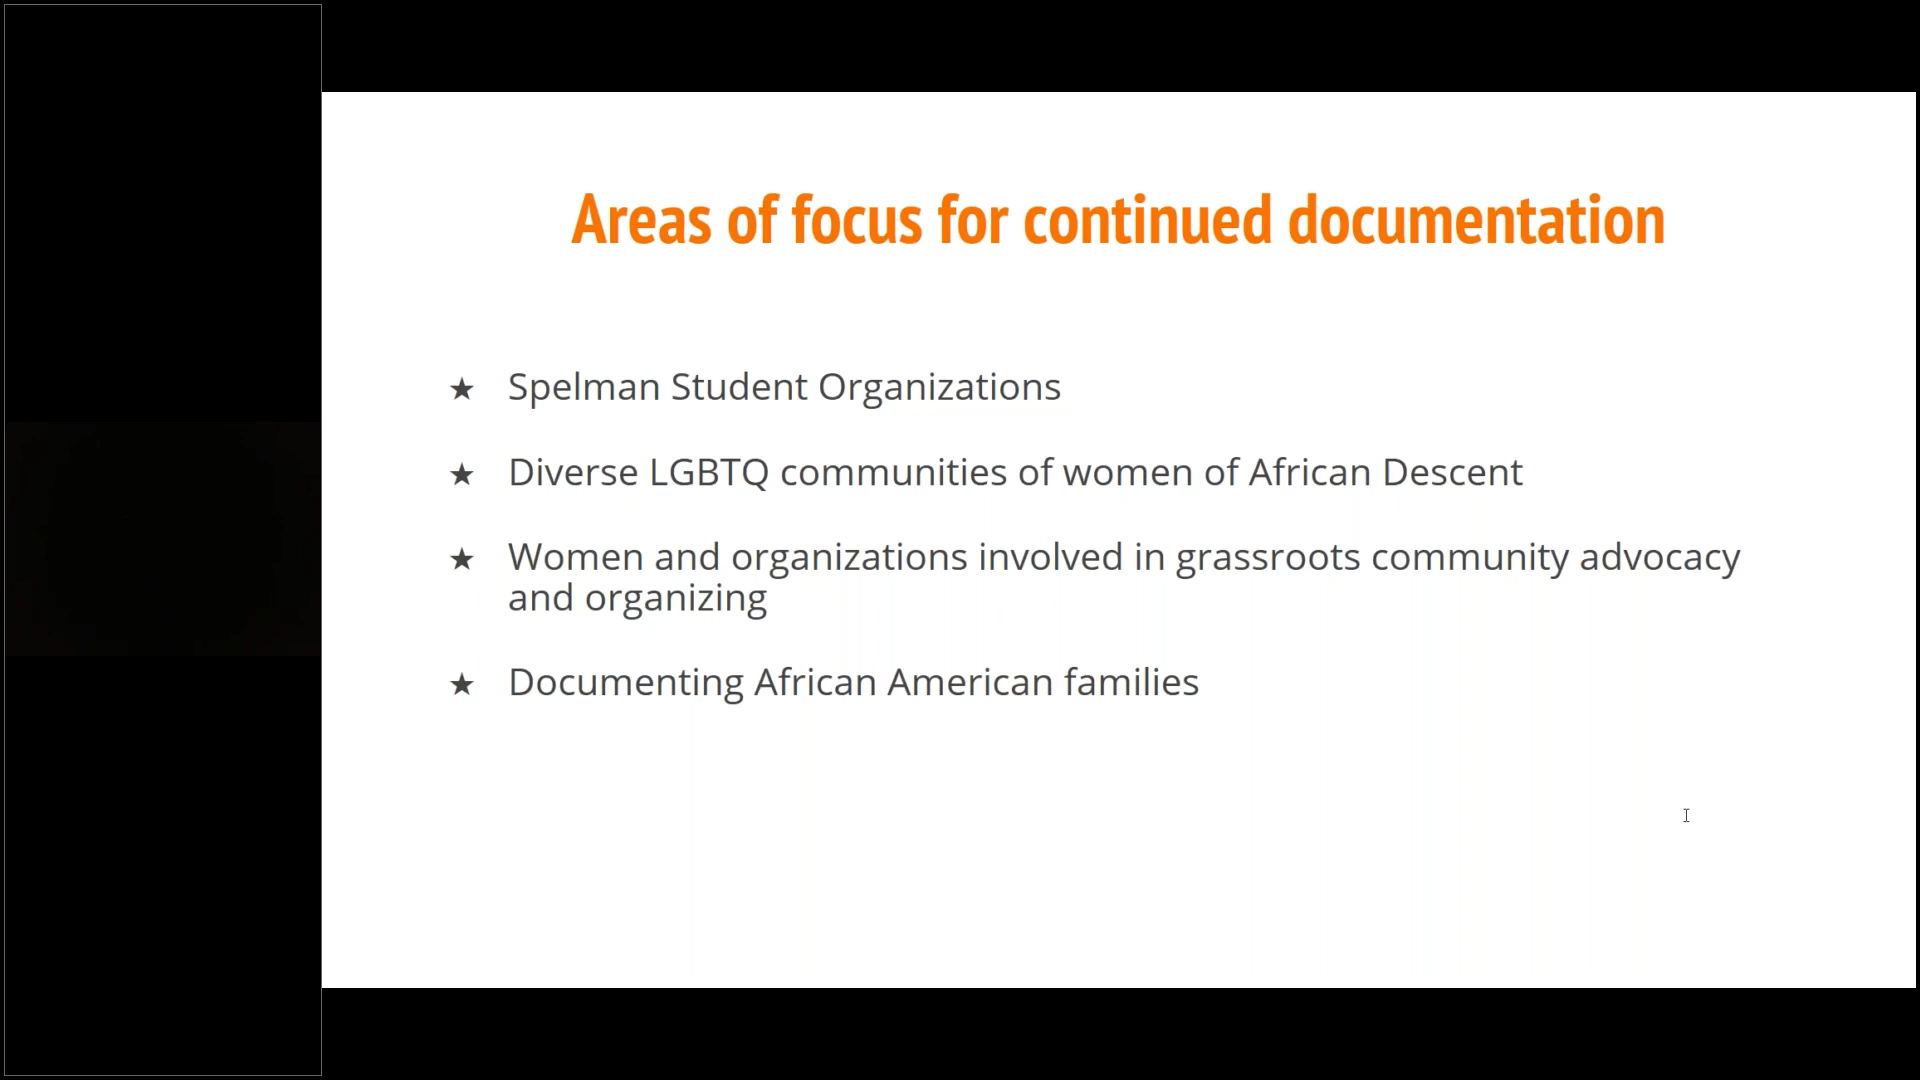 Areas of focus for continued documentation
★ Spelman Student Organizations
★ Diverse LGBTQ communities of women of African Descent
★ Women and organizations involved in grassroots community advocacy
and organizing
★ Documenting African American families